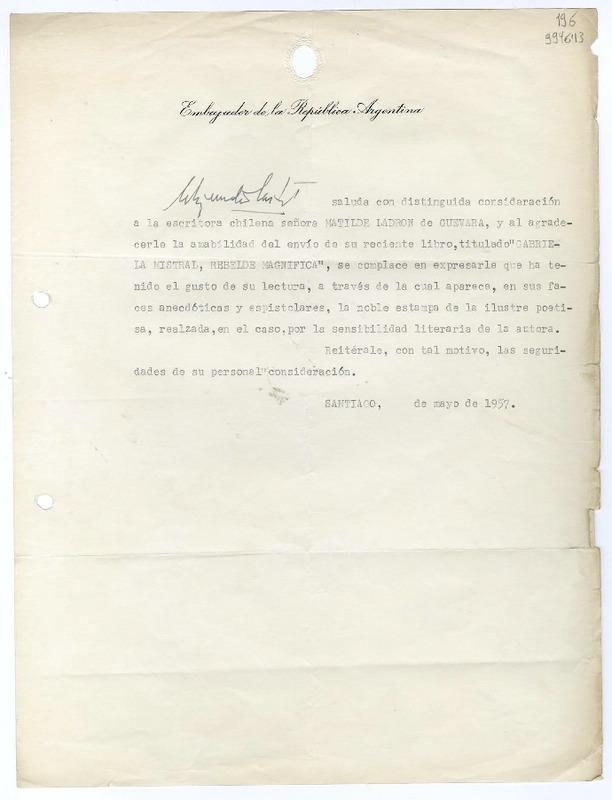 196
994643
Embajador de la República Argentina
saluda con distinguida consideración
a la escritora chilena señora MATILDE LADRON de GUEVARA, y al agrade-
cerle la amabilidad del envío de su reciente libro,titulado"GABRIE-
LA MISTRAL, REBELDE MAGNIFICA", se complace en expresarle que ha te-
nido el gusto de su lectura, a través de la cual aparece, en sus fa-
ces anecdóticas y espistolares, la noble estampa de la ilustre poeti-
sa, realzada,en el caso,por la sensibilidad literaria de la autora.
Reitérale, con tal motivo, las seguri-
dades de su personal consideración.
SANTIAGO, de mayo de 1957.